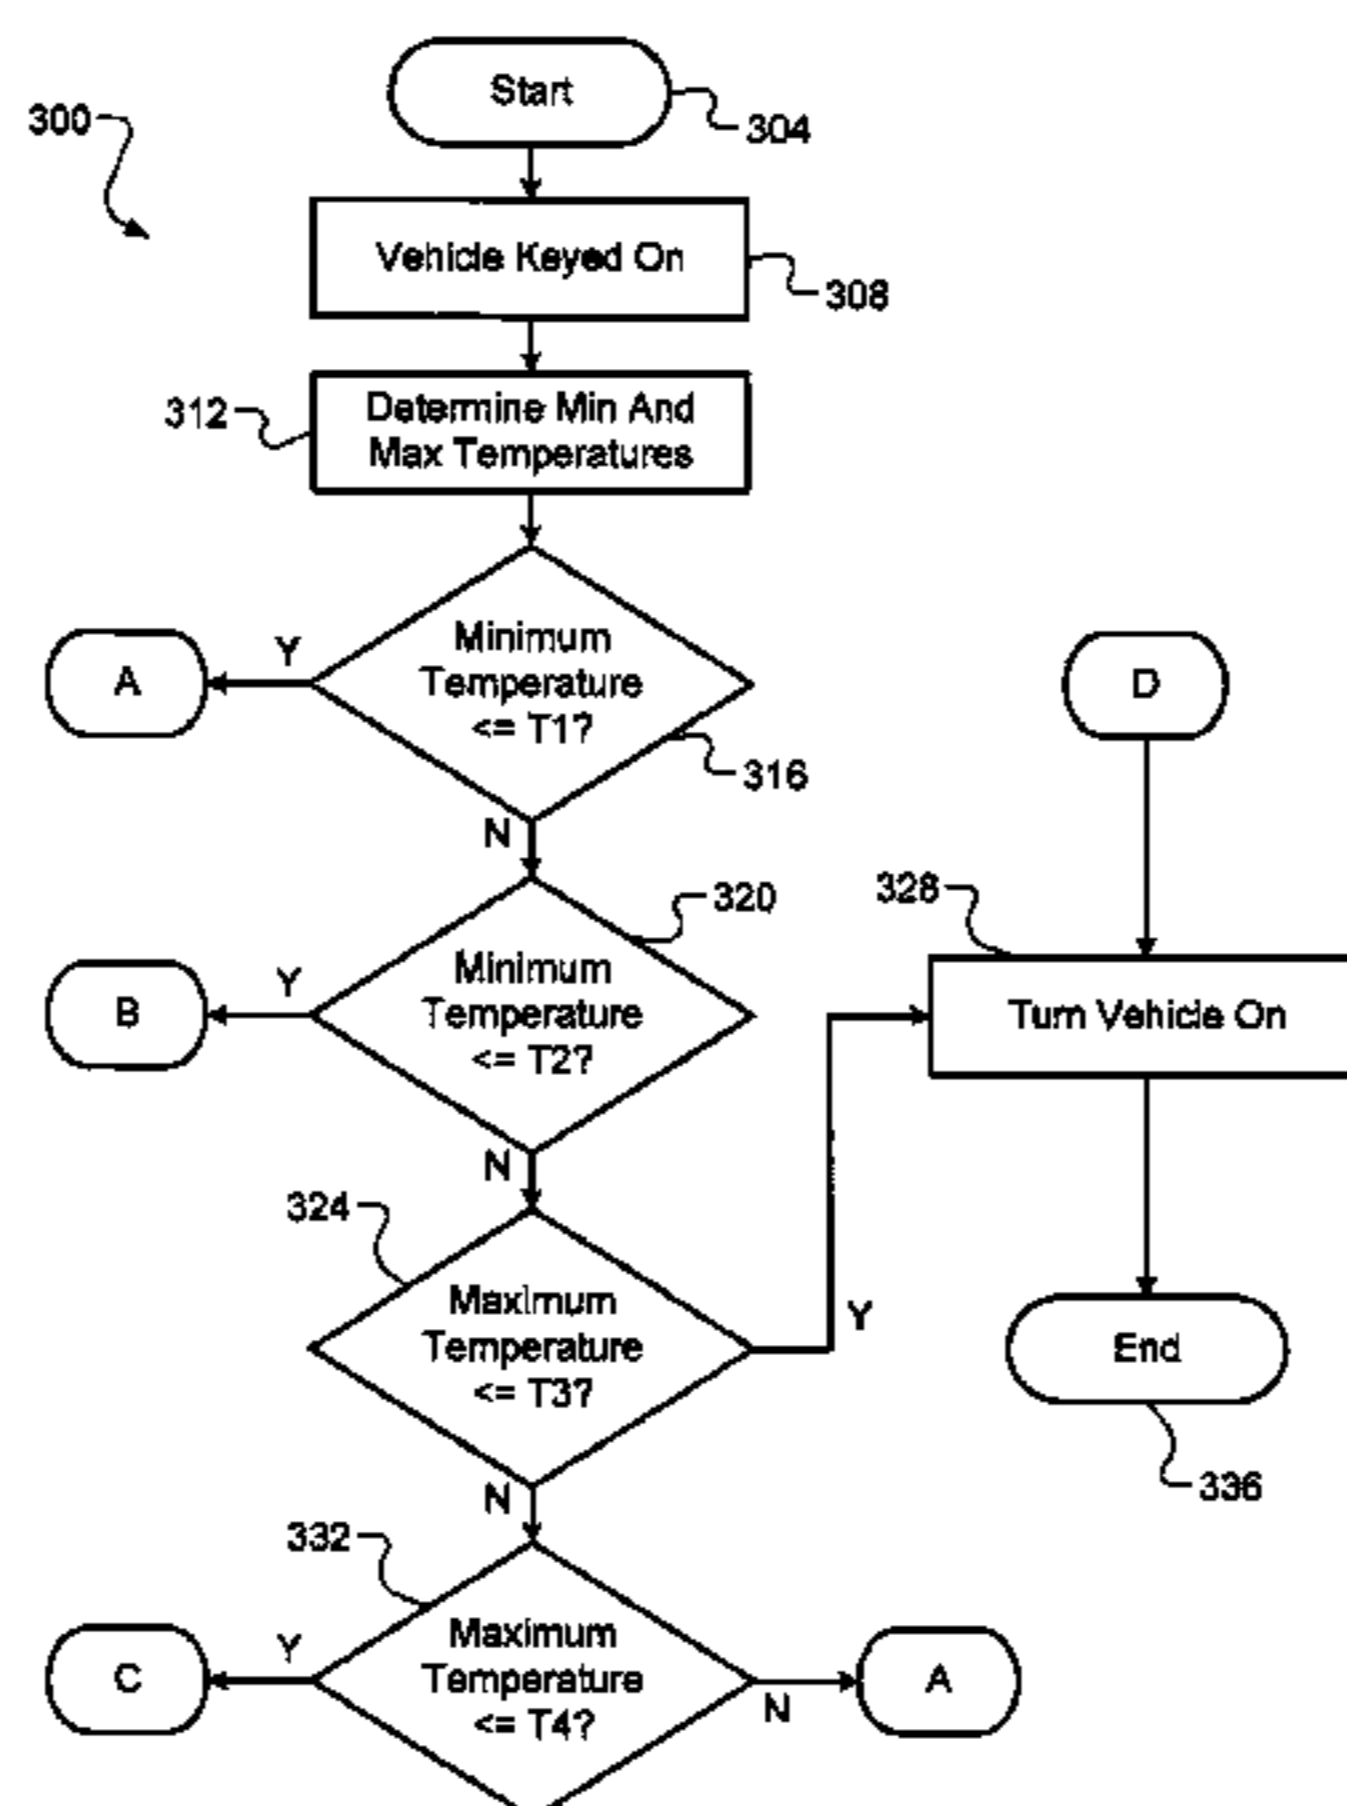 Start
304
300
Vehicle Keyed On
308
312
Determine Min And
Max Temperatures
A
Y
Minimum
Temperature
<= T1?
316
N
D
320
328
B
Y
Minimum
Temperature
<= T2?
Turn Vehicle On
N
324
Maximum
Temperature
<= T3?
Y
End
N
336
332
C
Y
Maximum
Temperature
<= T4?
N
A